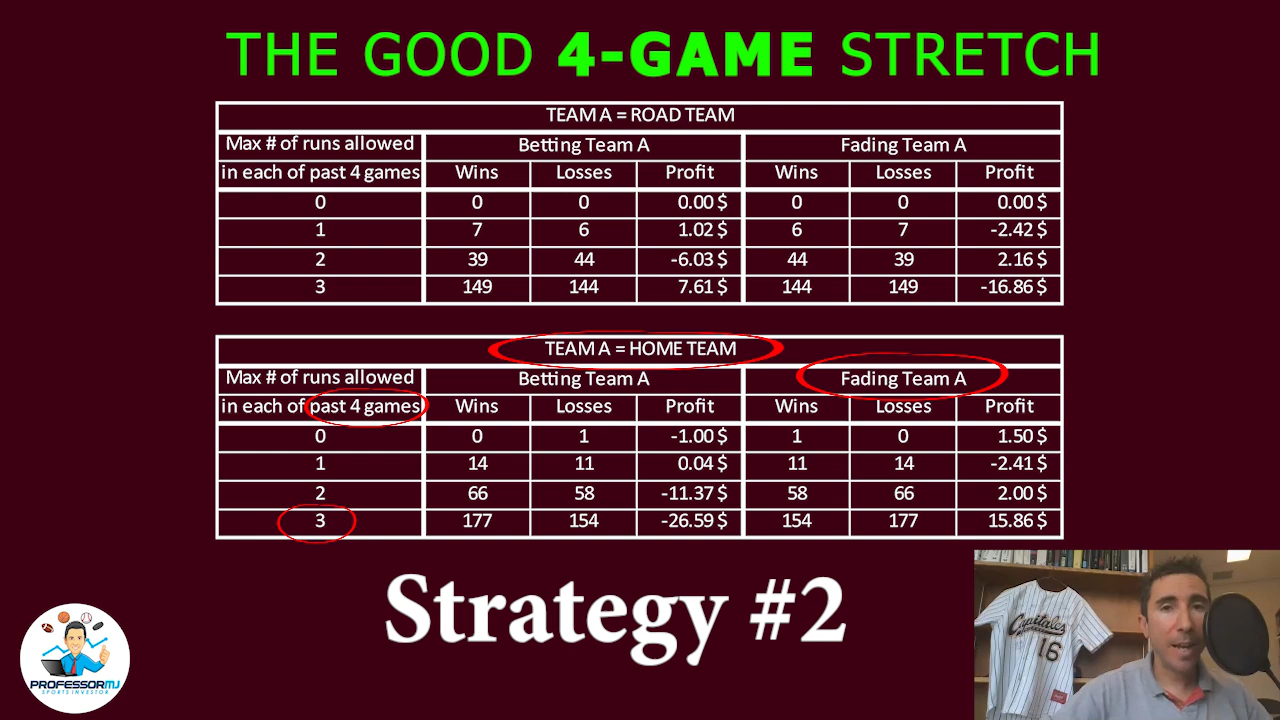 THE GOOD 4-GAME STRETCH
TEAM A = ROAD TEAM
Max # of runs allowed Betting Team A Fading Team A
in each of past 4 games Wins Losses Profit Wins Losses Profit
0 0 0 0.00 $ 0 0 0.00 $
1 7 6 1.02 $ 6 7 -2.42 $
2 39 44 -6.03 $ 44 39 2.16 $
3 149 144 7.61 $ 144 149 -16.86 $
TEAM A = HOME TEAM
Max # of runs allowed Betting Team A Fading Team A
in each of past 4 games Wins Losses Profit Wins Losses Profit
0 0 1 -1.00 $ 1 0 1.50 $
1 14 11 0.04 $ 11 14 -2.41 $
2 66 58 -11.37 $ 58 66 2.00 $
3 177 154 -26.59 $ 154 177 15.86 $
Strategy #2
PROFESSORMJ
SPORTS INVESTOR
Capitales
16